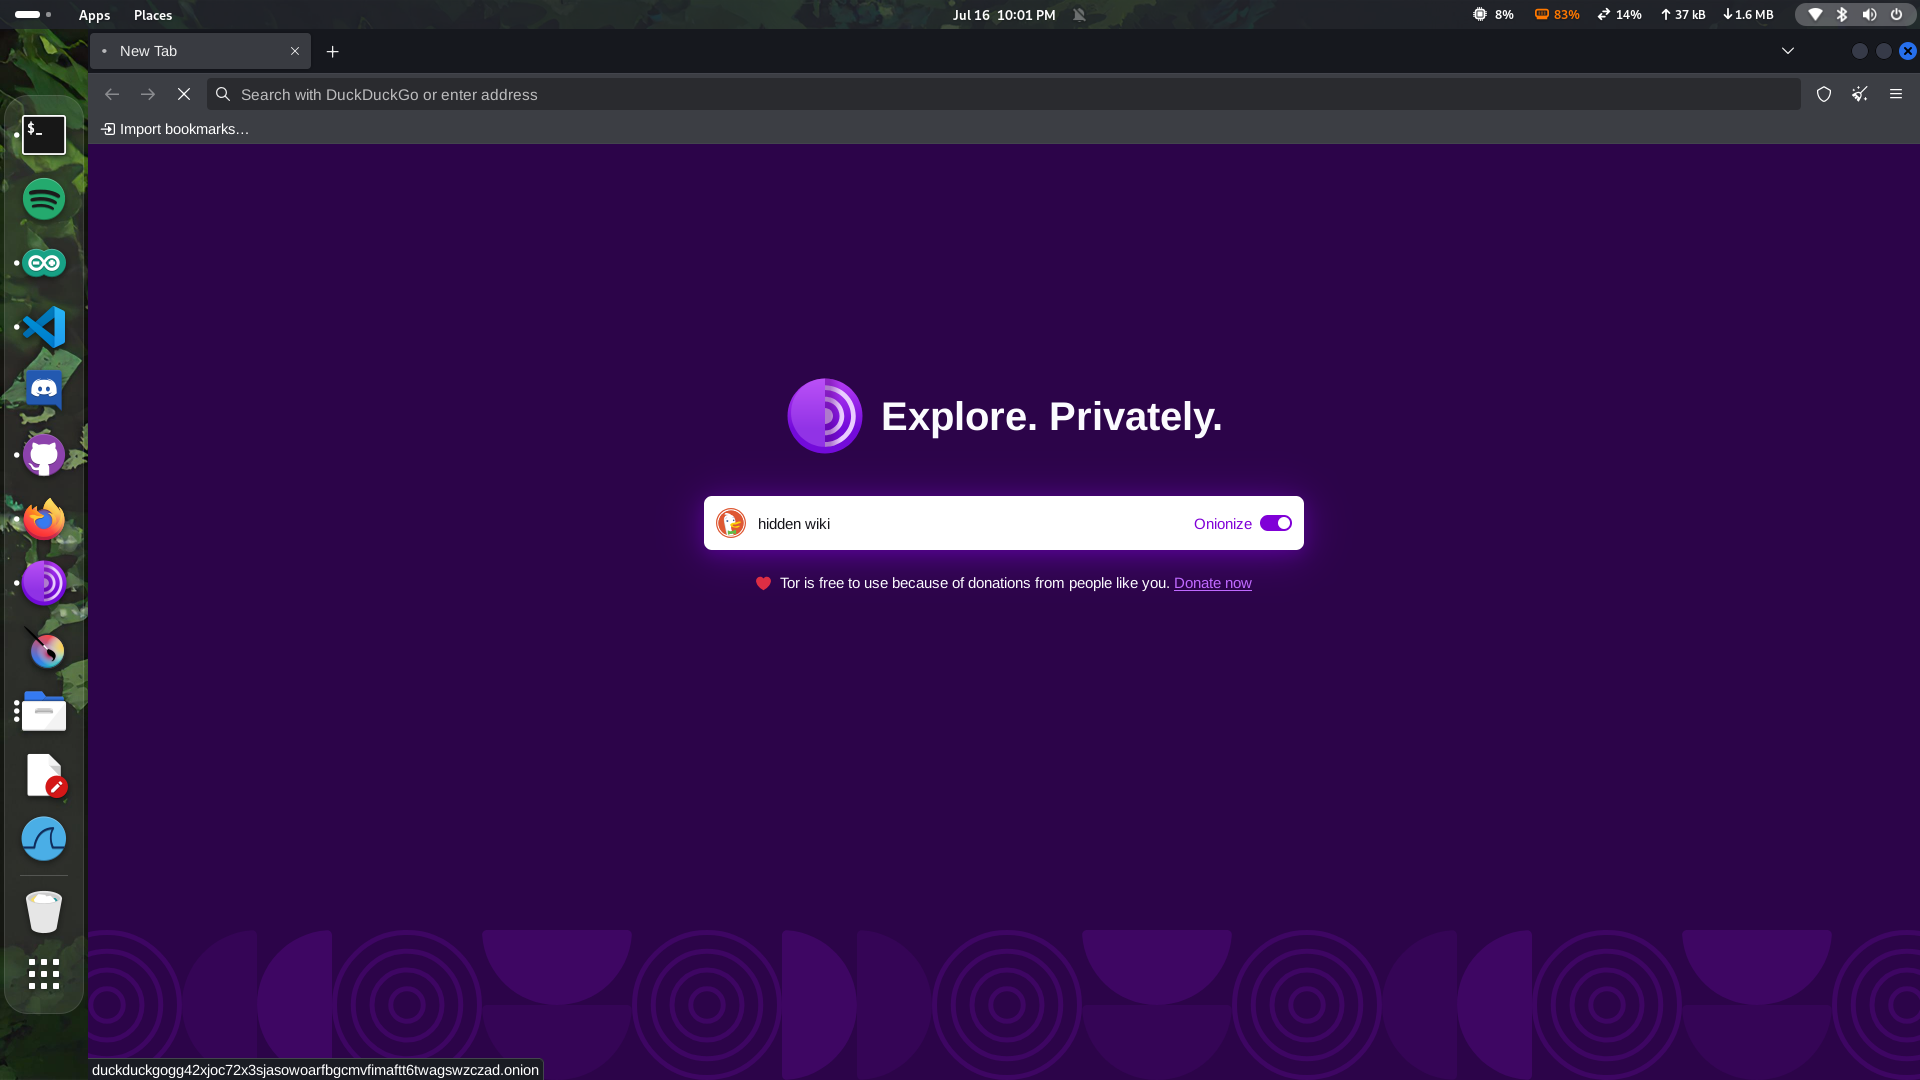 Apps Places Jul 16 10:01 PM 8% 83% 14% 37 kB 1.6 MB
New Tab
Search with DuckDuckGo or enter address
Import bookmarks…
$_
Explore. Privately.
hidden wiki Onionize
Tor is free to use because of donations from people like you. Donate now
duckduckgogg42xjoc72x3sjasowoarfbgcmvfimaftt6twagswzczad.onion